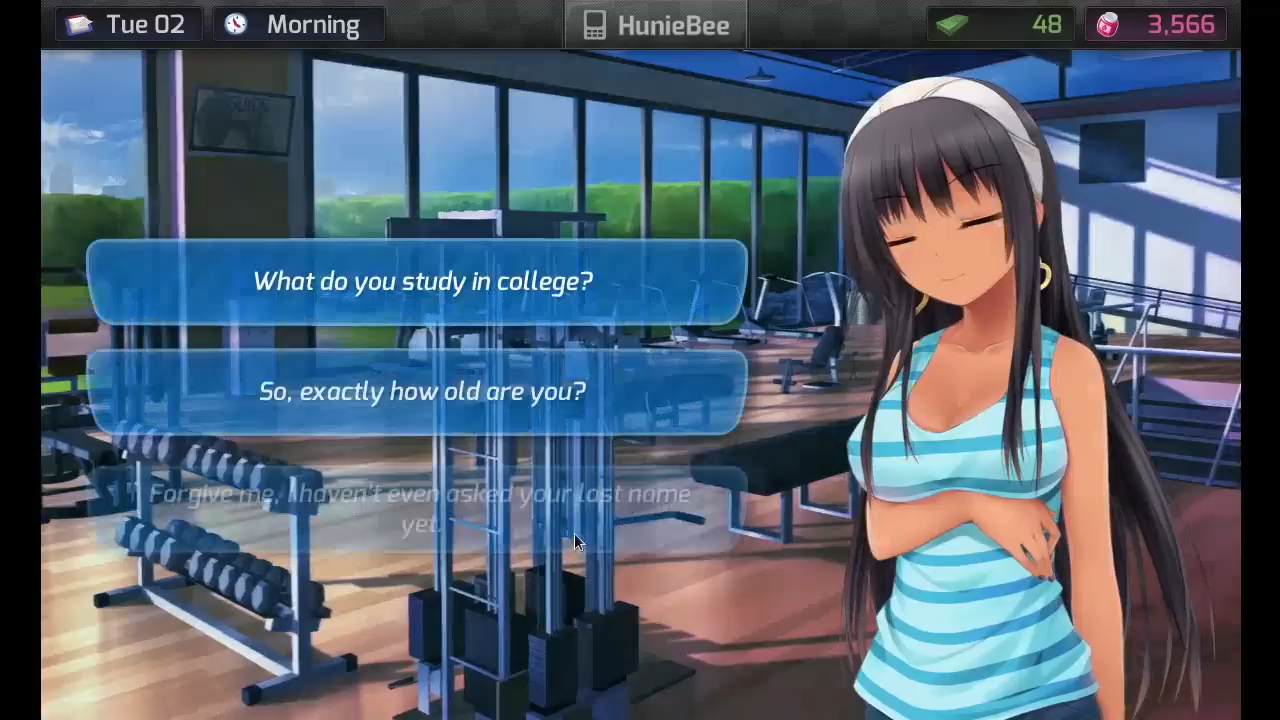 Tue 02
Morning
HunieBee
48
3,566
What do you study in college?
So, exactly how old are you?
Forgive me, I haven't even asked your last name
yet.